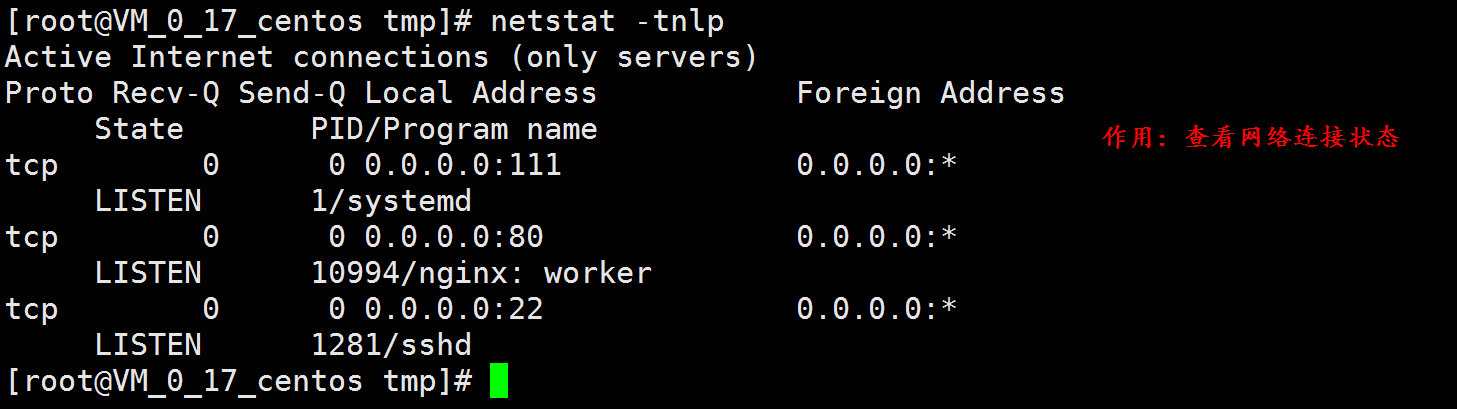 [root@VM_0_17_centos tmp]# netstat -tnlp
Active Internet connections (only servers)
Proto Recv-Q Send-Q Local Address           Foreign Address
     State       PID/Program name
作用：查看网络连接状态
tcp        0      0 0.0.0.0:111             0.0.0.0:*
     LISTEN      1/systemd
tcp        0      0 0.0.0.0:80              0.0.0.0:*
     LISTEN      10994/nginx: worker
tcp        0      0 0.0.0.0:22              0.0.0.0:*
     LISTEN      1281/sshd
[root@VM_0_17_centos tmp]#